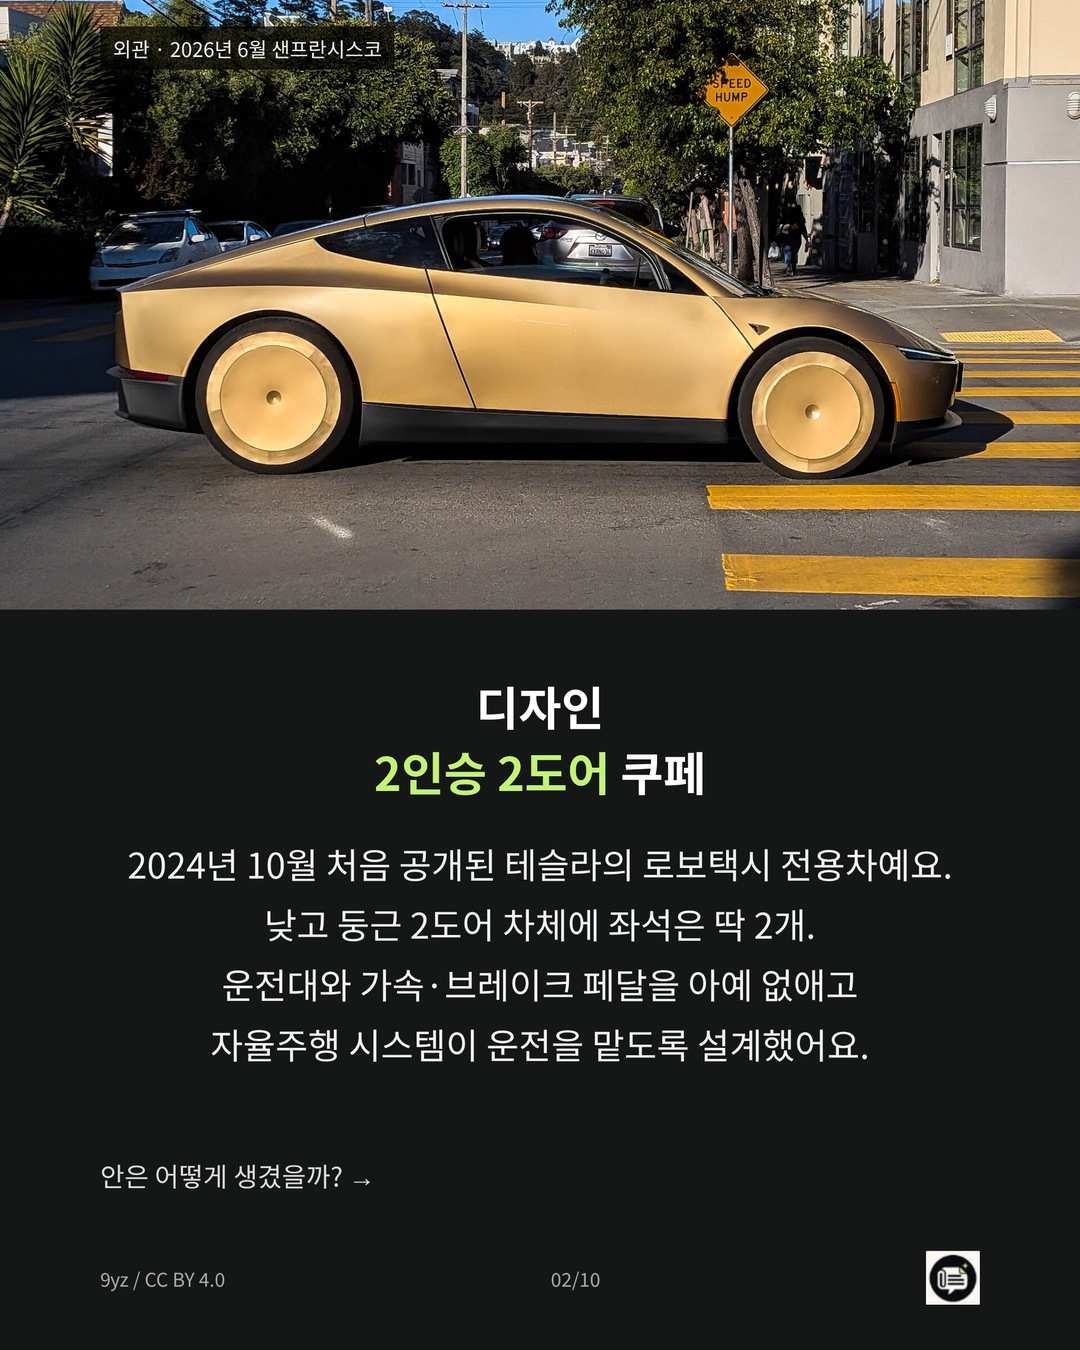 외관 · 2026년 6월 샌프란시스코
SPEED
HUMP
디자인
2인승 2도어 쿠페
2024년 10월 처음 공개된 테슬라의 로보택시 전용차예요.
낮고 둥근 2도어 차체에 좌석은 딱 2개.
운전대와 가속·브레이크 페달을 아예 없애고
자율주행 시스템이 운전을 맡도록 설계했어요.
안은 어떻게 생겼을까? →
9yz / CC BY 4.0
02/10